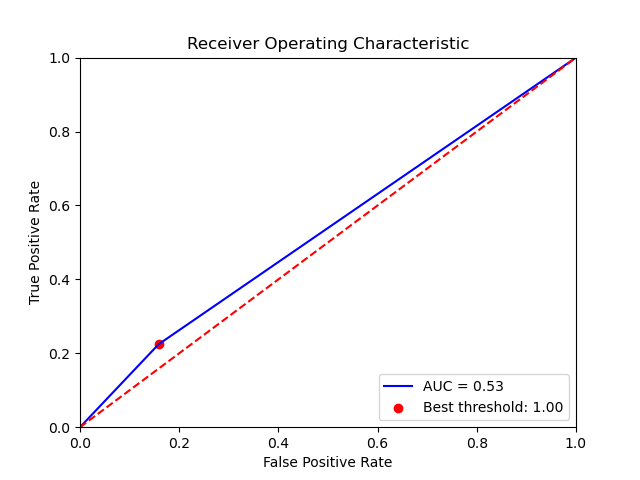 Receiver Operating Characteristic
True Positive Rate
1.0
0.8
0.6
0.4
0.2
0.0
0.0 0.2 0.4 0.6 0.8 1.0
False Positive Rate
AUC = 0.53
Best threshold: 1.00